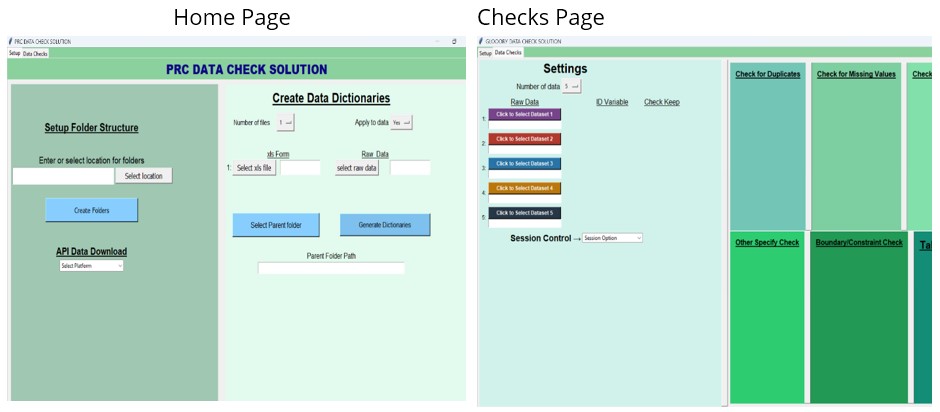 Home Page
Checks Page
PRC DATA CHECK SOLUTION
Setup Data Checks
PRC DATA CHECK SOLUTION
Setup Folder Structure
Enter or select location for folders
Select location
Create Folders
API Data Download
Select Platform
Create Data Dictionaries
Number of files 1
Apply to data Yes
xls Form
Raw Data
1: Select xls file
select raw data
Select Parent folder
Generate Dictionaries
Parent Folder Path
DATA CHECK SOLUTION
Setup Data Checks
Settings
Number of data 5
Raw Data
ID Variable
Check Keep
1: Click to Select Dataset 1
2: Click to Select Dataset 2
3: Click to Select Dataset 3
4: Click to Select Dataset 4
5: Click to Select Dataset 5
Session Control → Session Option
Check for Duplicates
Check for Missing Values
Check
Other Specify Check
Boundary/Constraint Check
Ta